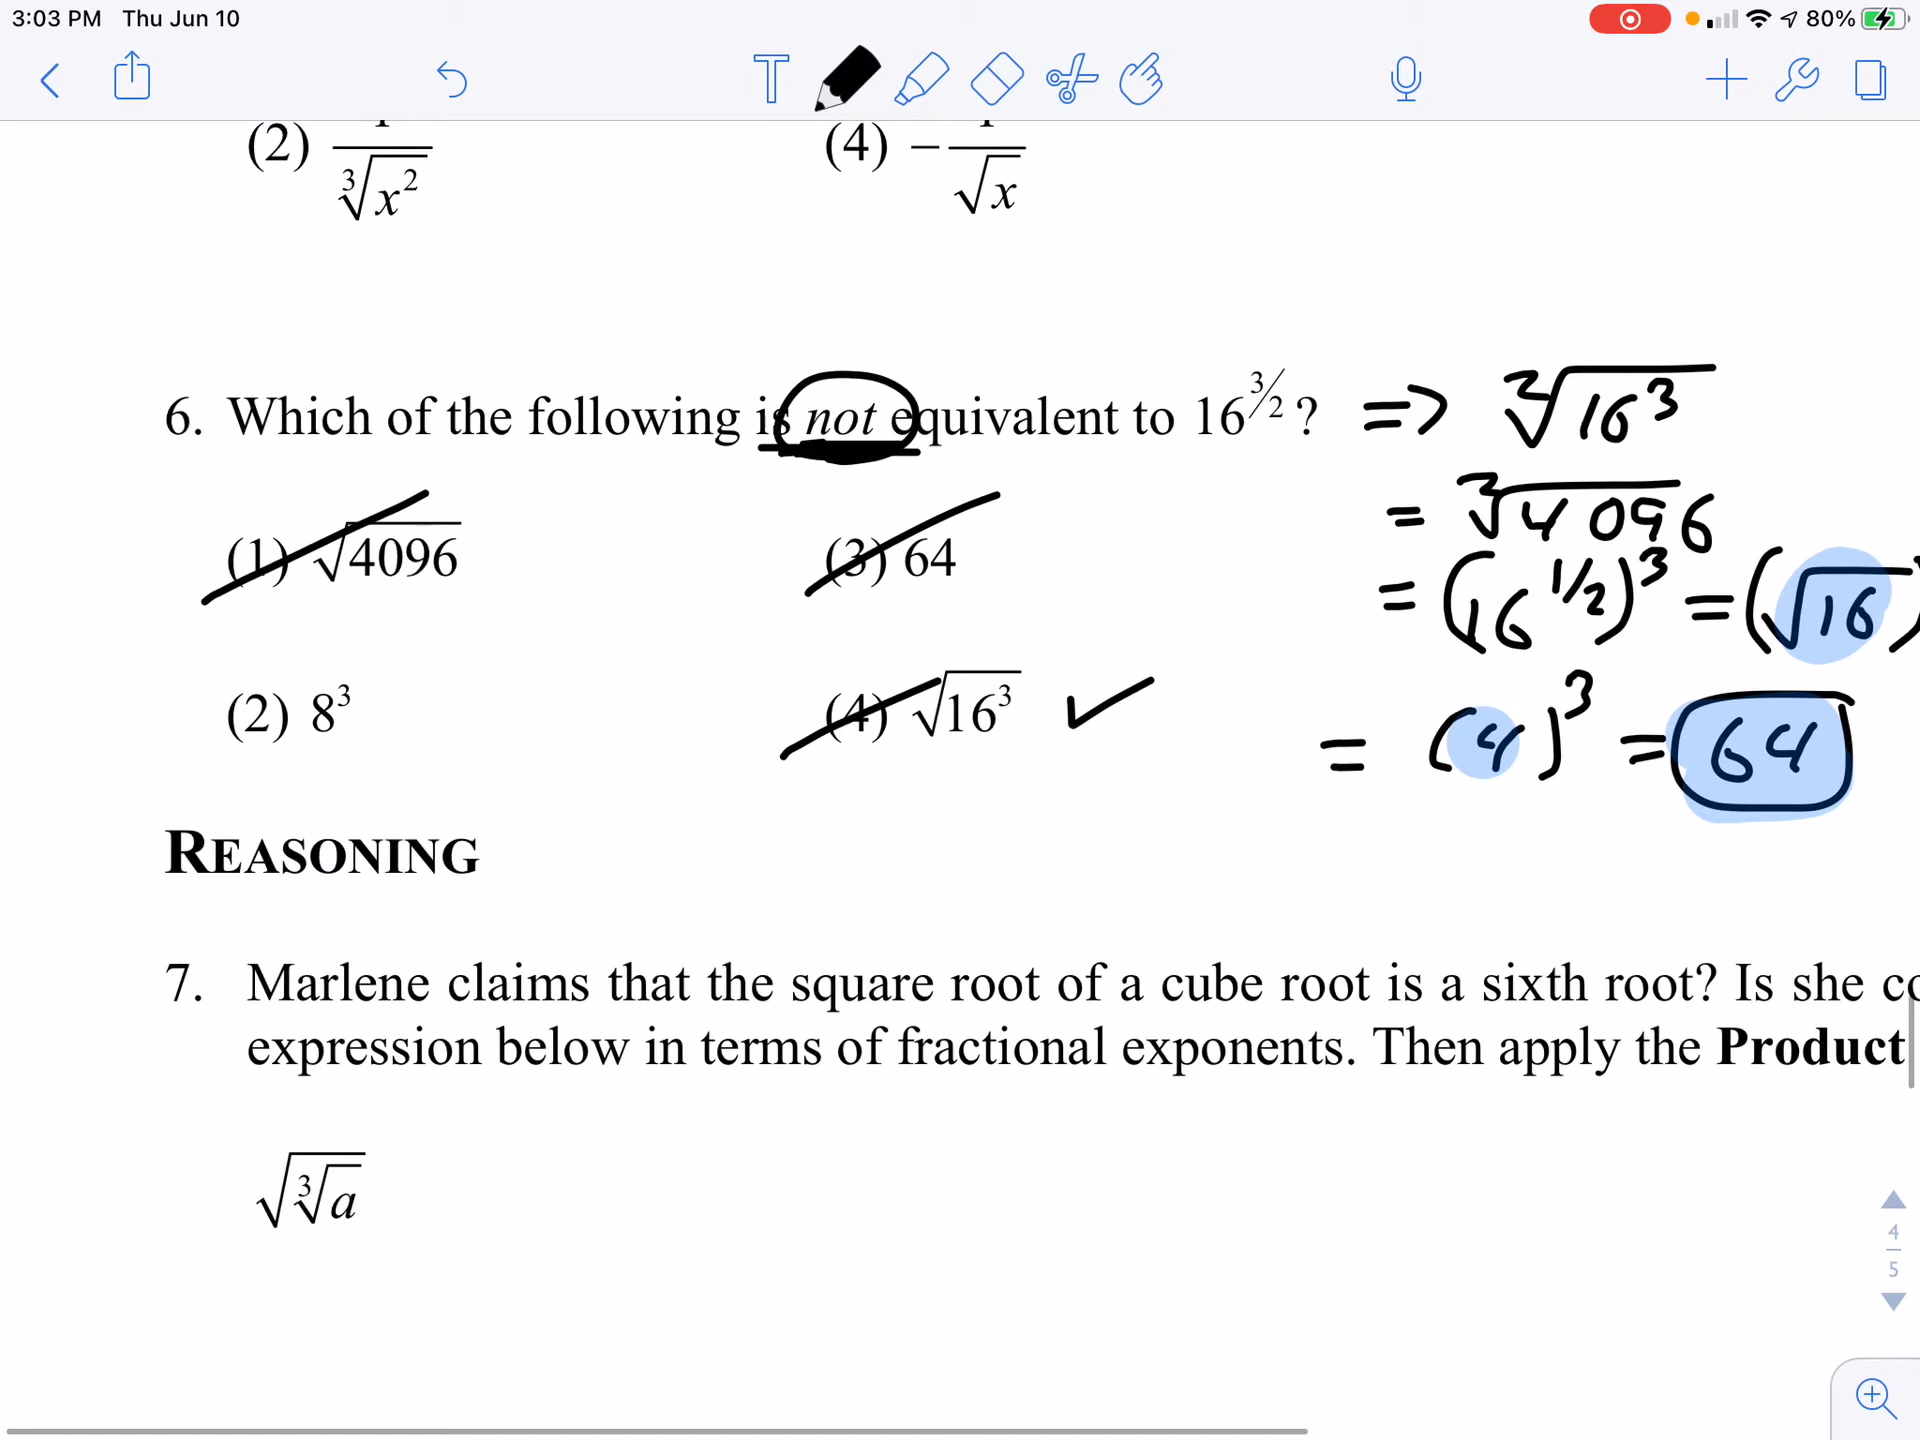 3:03 PM Thu Jun 10 80%
(2) 1/∛x² (4) −1/√x
6. Which of the following is not equivalent to 16^(3/2) ? => ∛16³
= ∛4096
(1) √4096 (3) 64
= (16^(1/2))³ = (√16)
(2) 8³ (4) √16³ ✓
= (4)³ = 64
REASONING
7. Marlene claims that the square root of a cube root is a sixth root? Is she co
expression below in terms of fractional exponents. Then apply the Product
√∛a
4
5